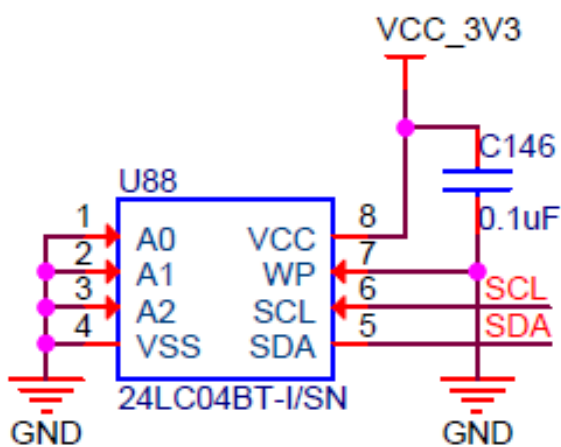 VCC_3V3
C146
0.1uF
U88
1 A0 VCC 8
2 A1 WP 7
3 A2 SCL 6 SCL
4 VSS SDA 5 SDA
24LC04BT-I/SN
GND GND